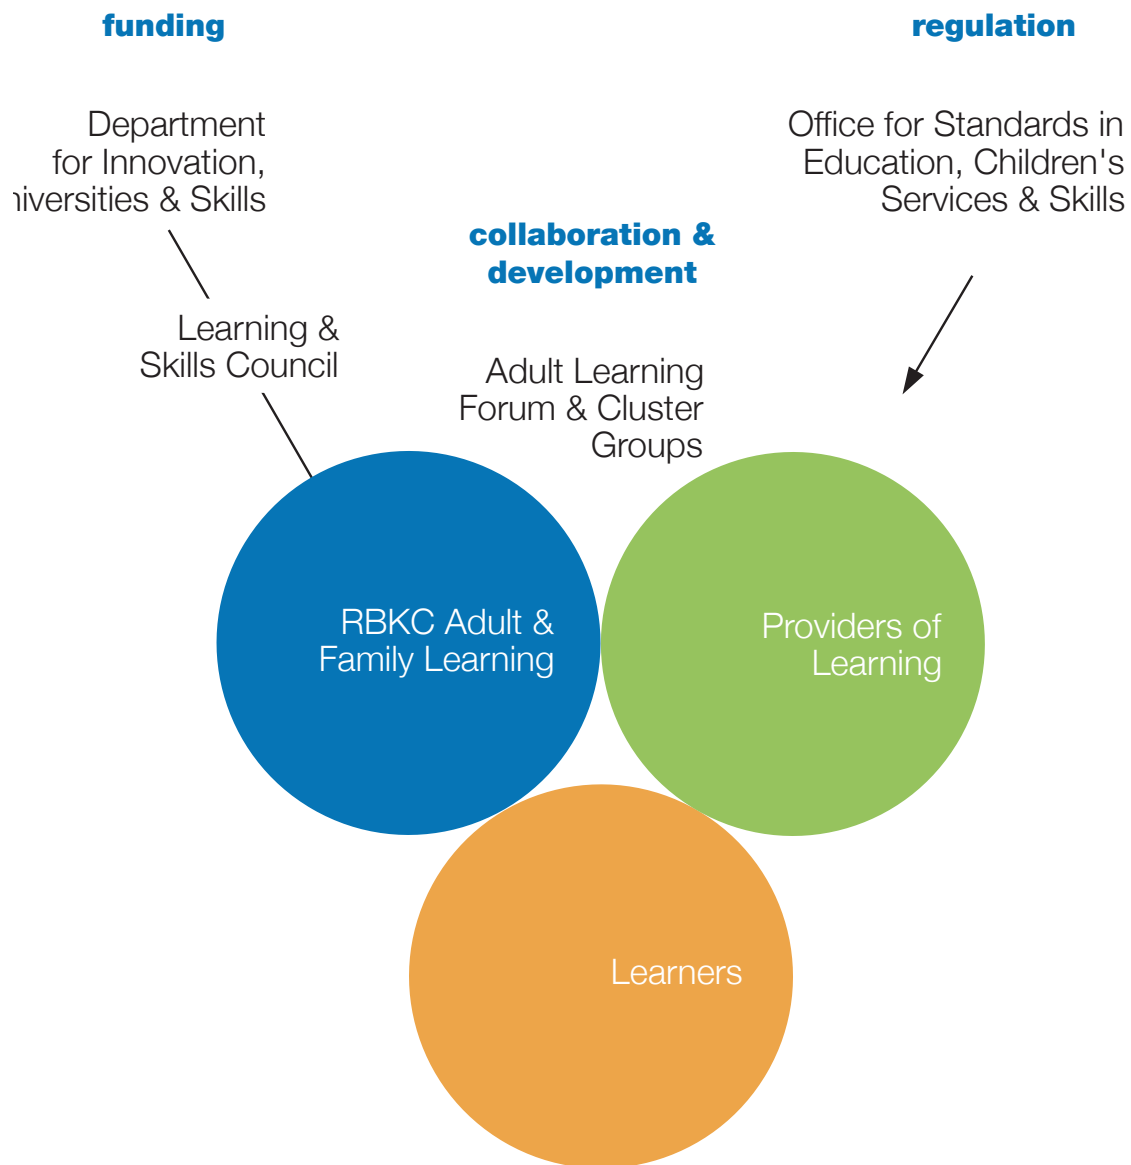 funding
regulation
Department
for Innovation,
niversities & Skills
Office for Standards in
Education, Children's
Services & Skills
collaboration &
development
Learning &
Skills Council
Adult Learning
Forum & Cluster
Groups
RBKC Adult &
Family Learning
Providers of
Learning
Learners